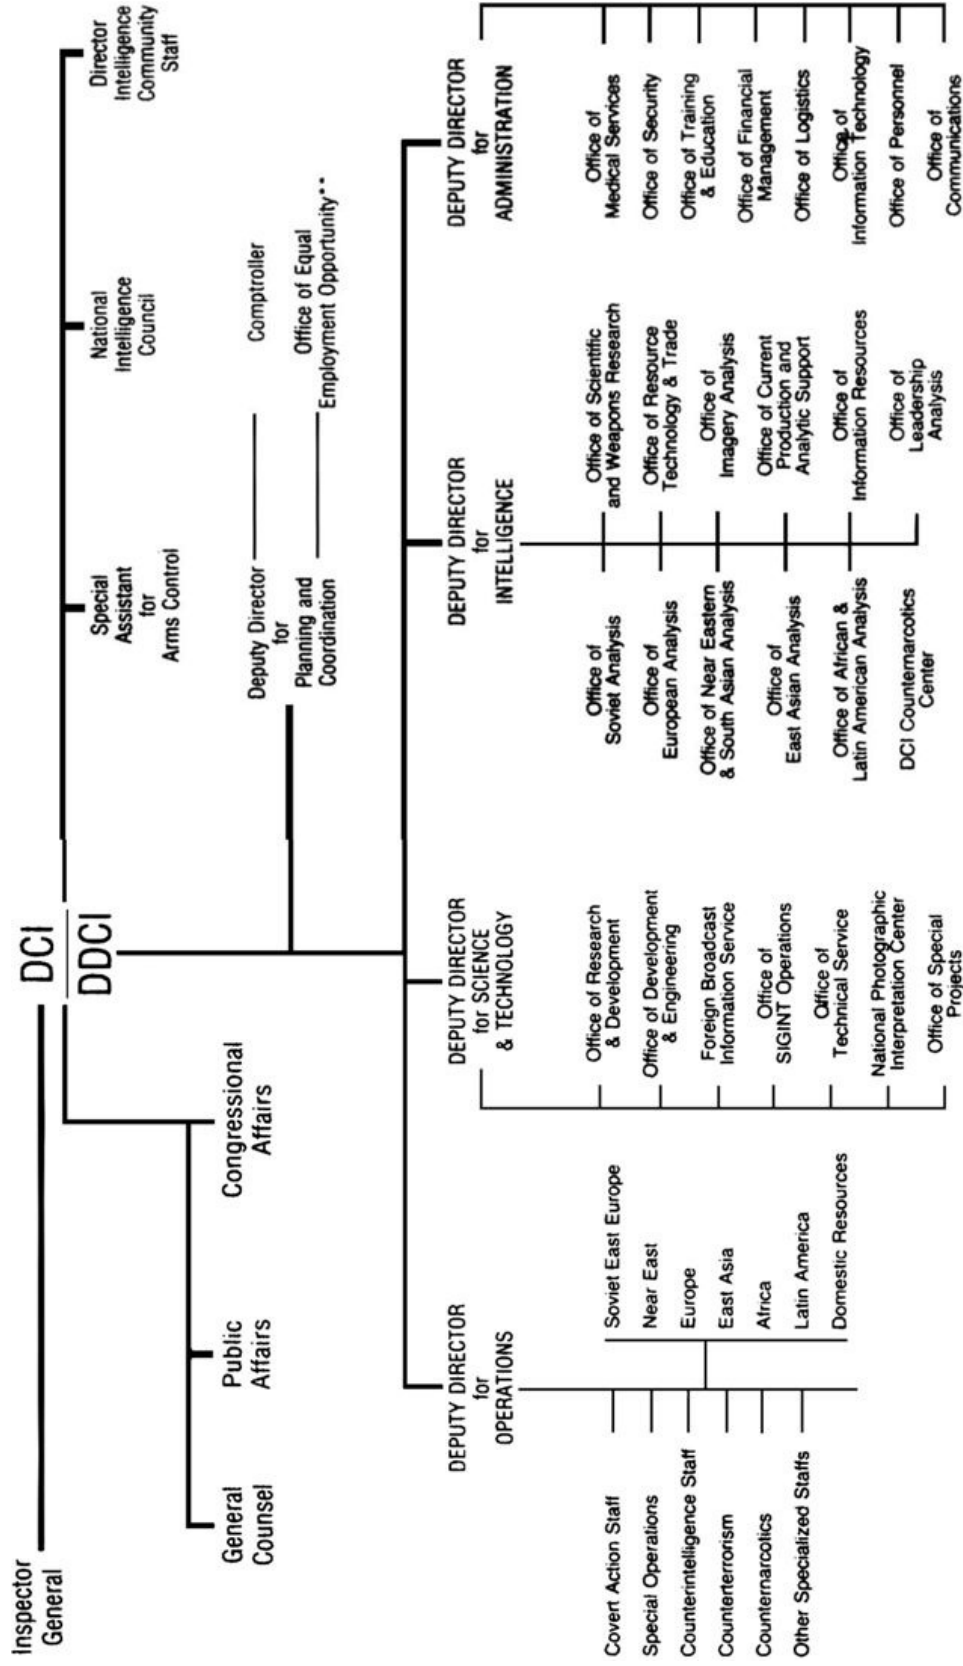 Inspector
General
DCI
DDCI
General
Counsel
Public
Affairs
Congressional
Affairs
Special
Assistant
for
Arms Control
National
Intelligence
Council
Director
Intelligence
Community
Staff
Deputy Director
for
Planning and
Coordination
Comptroller
Office of Equal
Employment Opportunity**
DEPUTY DIRECTOR
for
OPERATIONS
Covert Action Staff
Special Operations
Counterintelligence Staff
Counterterrorism
Counternarcotics
Other Specialized Staffs
Soviet East Europe
Near East
Europe
East Asia
Africa
Latin America
Domestic Resources
DEPUTY DIRECTOR
for SCIENCE
& TECHNOLOGY
Office of Research
& Development
Office of Development
& Engineering
Foreign Broadcast
Information Service
Office of
SIGINT Operations
Office of
Technical Service
National Photographic
Interpretation Center
Office of Special
Projects
DEPUTY DIRECTOR
for
INTELLIGENCE
Office of
Soviet Analysis
Office of
European Analysis
Office of Near Eastern
& South Asian Analysis
Office of
East Asian Analysis
Office of African &
Latin American Analysis
DCI Counternarcotics
Center
Office of Scientific
and Weapons Research
Office of Resource
Technology & Trade
Office of
Imagery Analysis
Office of Current
Production and
Analytic Support
Office of
Information Resources
Office of
Leadership
Analysis
DEPUTY DIRECTOR
for
ADMINISTRATION
Office of
Medical Services
Office of Security
Office of Training
& Education
Office of Financial
Management
Office of Logistics
Office of
Information Technology
Office of Personnel
Office of
Communications